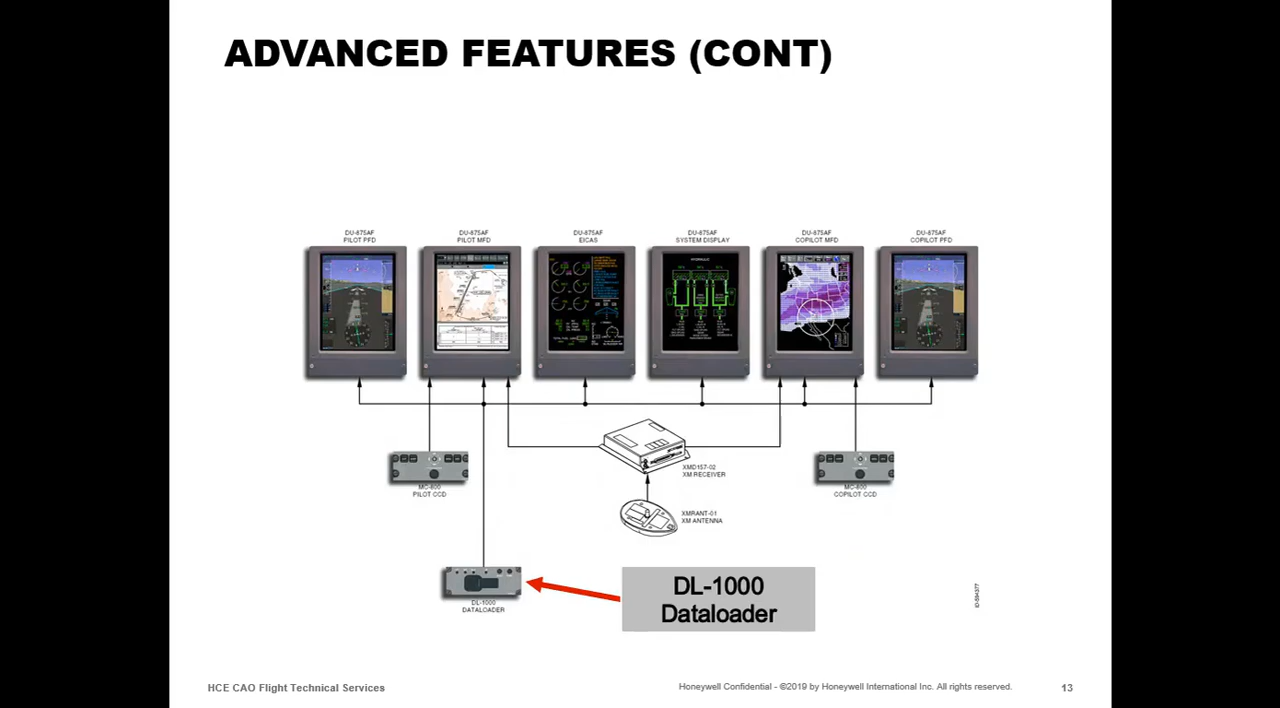 ADVANCED FEATURES (CONT)
DU-875AF
PILOT PFD
DU-875AF
PILOT MFD
DU-875AF
EICAS
DU-875AF
SYSTEM DISPLAY
DU-875AF
COPILOT MFD
DU-875AF
COPILOT PFD
HYDRAULIC
MC-800
PILOT CCD
XMD157-02
XM RECEIVER
MC-800
COPILOT CCD
XMRANT-01
XM ANTENNA
DL-1000
DATALOADER
DL-1000
Dataloader
ID-594377
HCE CAO Flight Technical Services
Honeywell Confidential - ©2019 by Honeywell International Inc. All rights reserved.
13